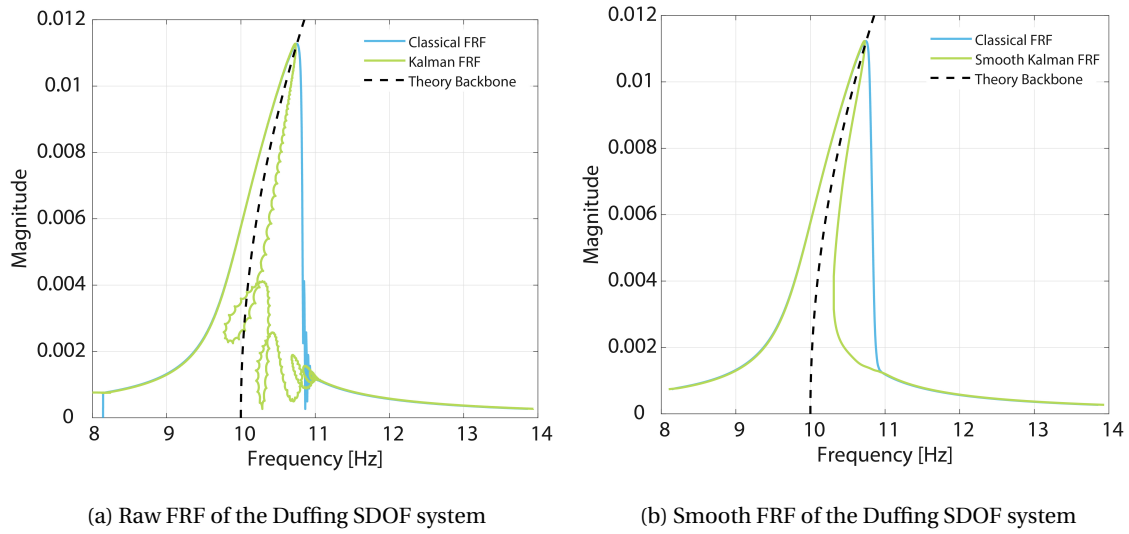 0.012
0.01
0.008
0.006
0.004
0.002
0
Magnitude
8 9 10 11 12 13 14
Frequency [Hz]
Classical FRF
Kalman FRF
Theory Backbone
(a) Raw FRF of the Duffing SDOF system
0.012
0.01
0.008
0.006
0.004
0.002
0
Magnitude
8 9 10 11 12 13 14
Frequency [Hz]
Classical FRF
Smooth Kalman FRF
Theory Backbone
(b) Smooth FRF of the Duffing SDOF system